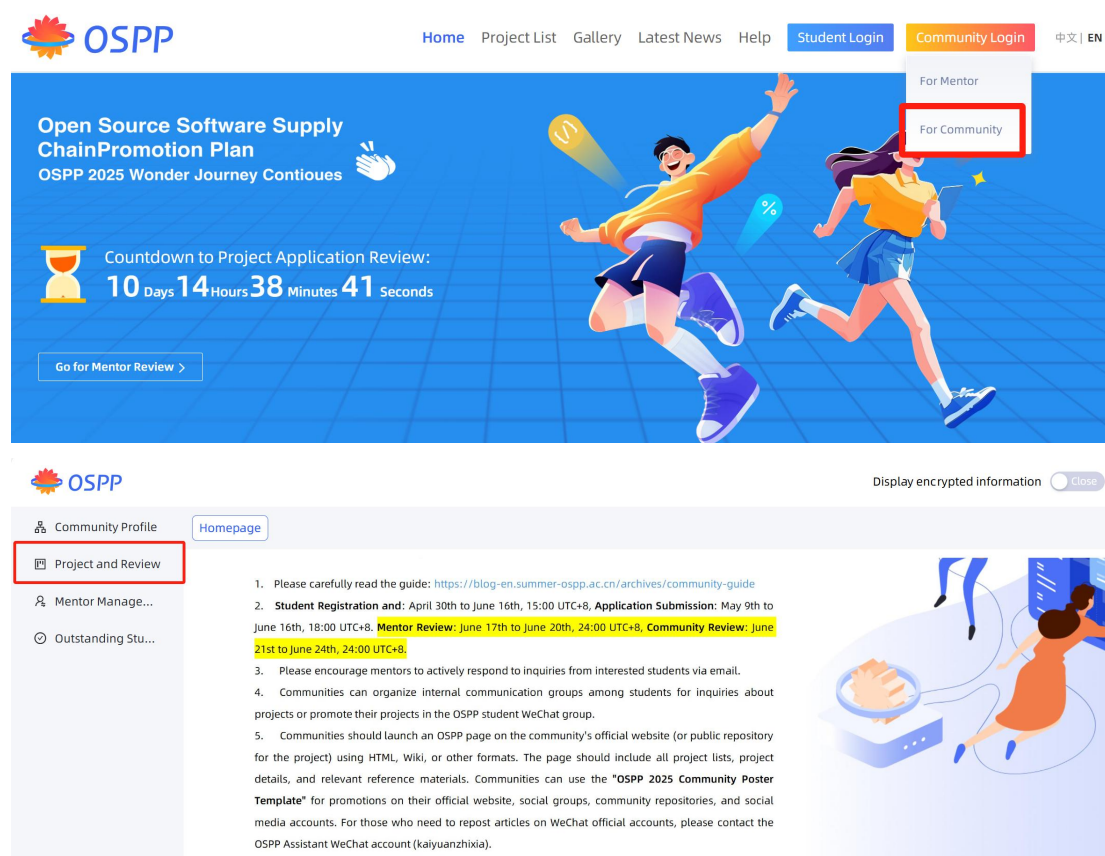 OSPP
Home Project List Gallery Latest News Help Student Login Community Login 中文 | EN
For Mentor
For Community
Open Source Software Supply
ChainPromotion Plan
OSPP 2025 Wonder Journey Contioues
%
Countdown to Project Application Review:
10 Days 14 Hours 38 Minutes 41 Seconds
Go for Mentor Review >
OSPP
Display encrypted information Close
Community Profile
Homepage
Project and Review
Mentor Manage...
Outstanding Stu...
1. Please carefully read the guide: https://blog-en.summer-ospp.ac.cn/archives/community-guide
2. Student Registration and: April 30th to June 16th, 15:00 UTC+8, Application Submission: May 9th to
June 16th, 18:00 UTC+8. Mentor Review: June 17th to June 20th, 24:00 UTC+8, Community Review: June
21st to June 24th, 24:00 UTC+8.
3. Please encourage mentors to actively respond to inquiries from interested students via email.
4. Communities can organize internal communication groups among students for inquiries about
projects or promote their projects in the OSPP student WeChat group.
5. Communities should launch an OSPP page on the community's official website (or public repository
for the project) using HTML, Wiki, or other formats. The page should include all project lists, project
details, and relevant reference materials. Communities can use the "OSPP 2025 Community Poster
Template" for promotions on their official website, social groups, community repositories, and social
media accounts. For those who need to repost articles on WeChat official accounts, please contact the
OSPP Assistant WeChat account (kaiyuanzhixia).